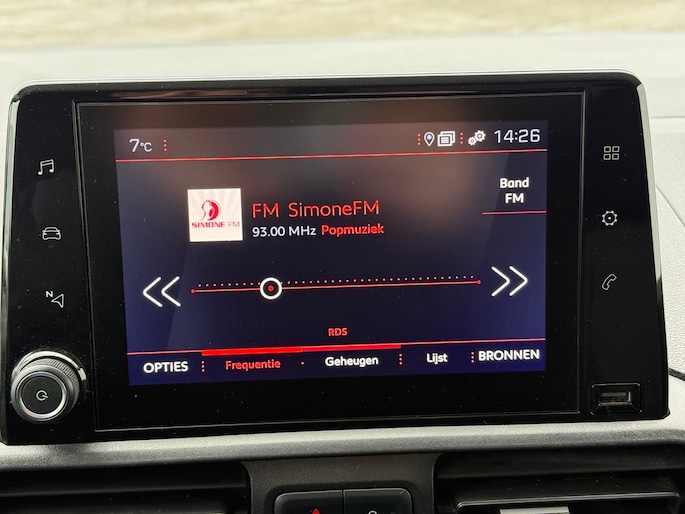 7°C
14:26
FM SimoneFM
Band
FM
SIMONE FM
93.00 MHz Popmuziek
N
RDS
OPTIES
Frequentie
Geheugen
Lijst
BRONNEN